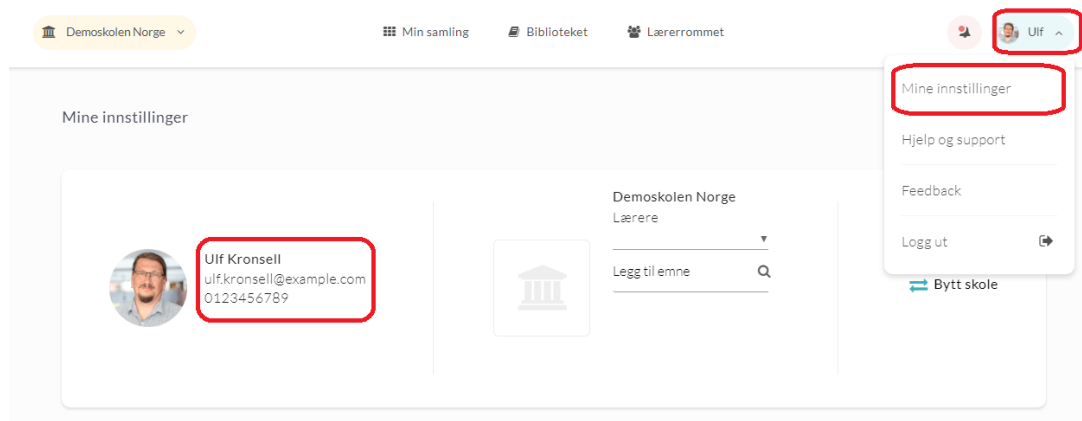 Demoskolen Norge
Min samling
Biblioteket
Lærerrommet
Ulf
Mine innstillinger
Hjelp og support
Feedback
Logg ut
Mine innstillinger
Ulf Kronsell
ulf.kronsell@example.com
0123456789
Demoskolen Norge
Lærere
Legg til emne
Bytt skole